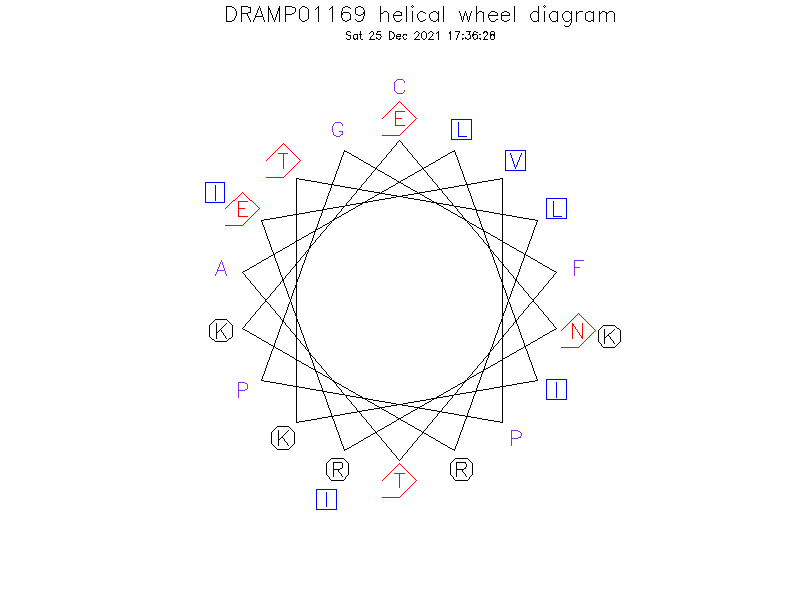 DRAMP01169 helical wheel diagram
Sat 25 Dec 2021 17:36:28
C
E
G
L
T
V
I
E
L
A
F
K
N
K
P
I
K
P
R
T
R
I